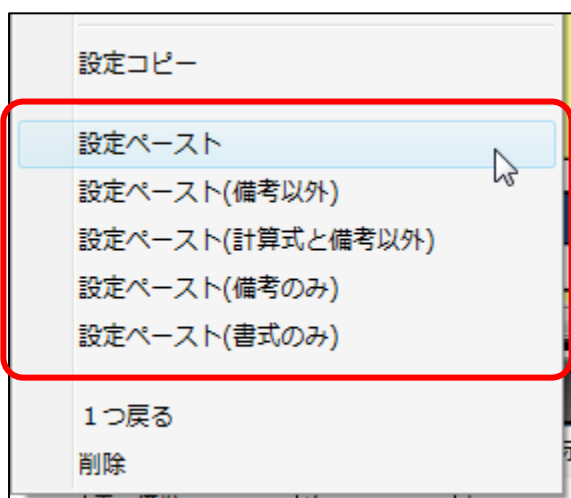 設定コピー
設定ペースト
設定ペースト(備考以外)
設定ペースト(計算式と備考以外)
設定ペースト(備考のみ)
設定ペースト(書式のみ)
１つ戻る
削除